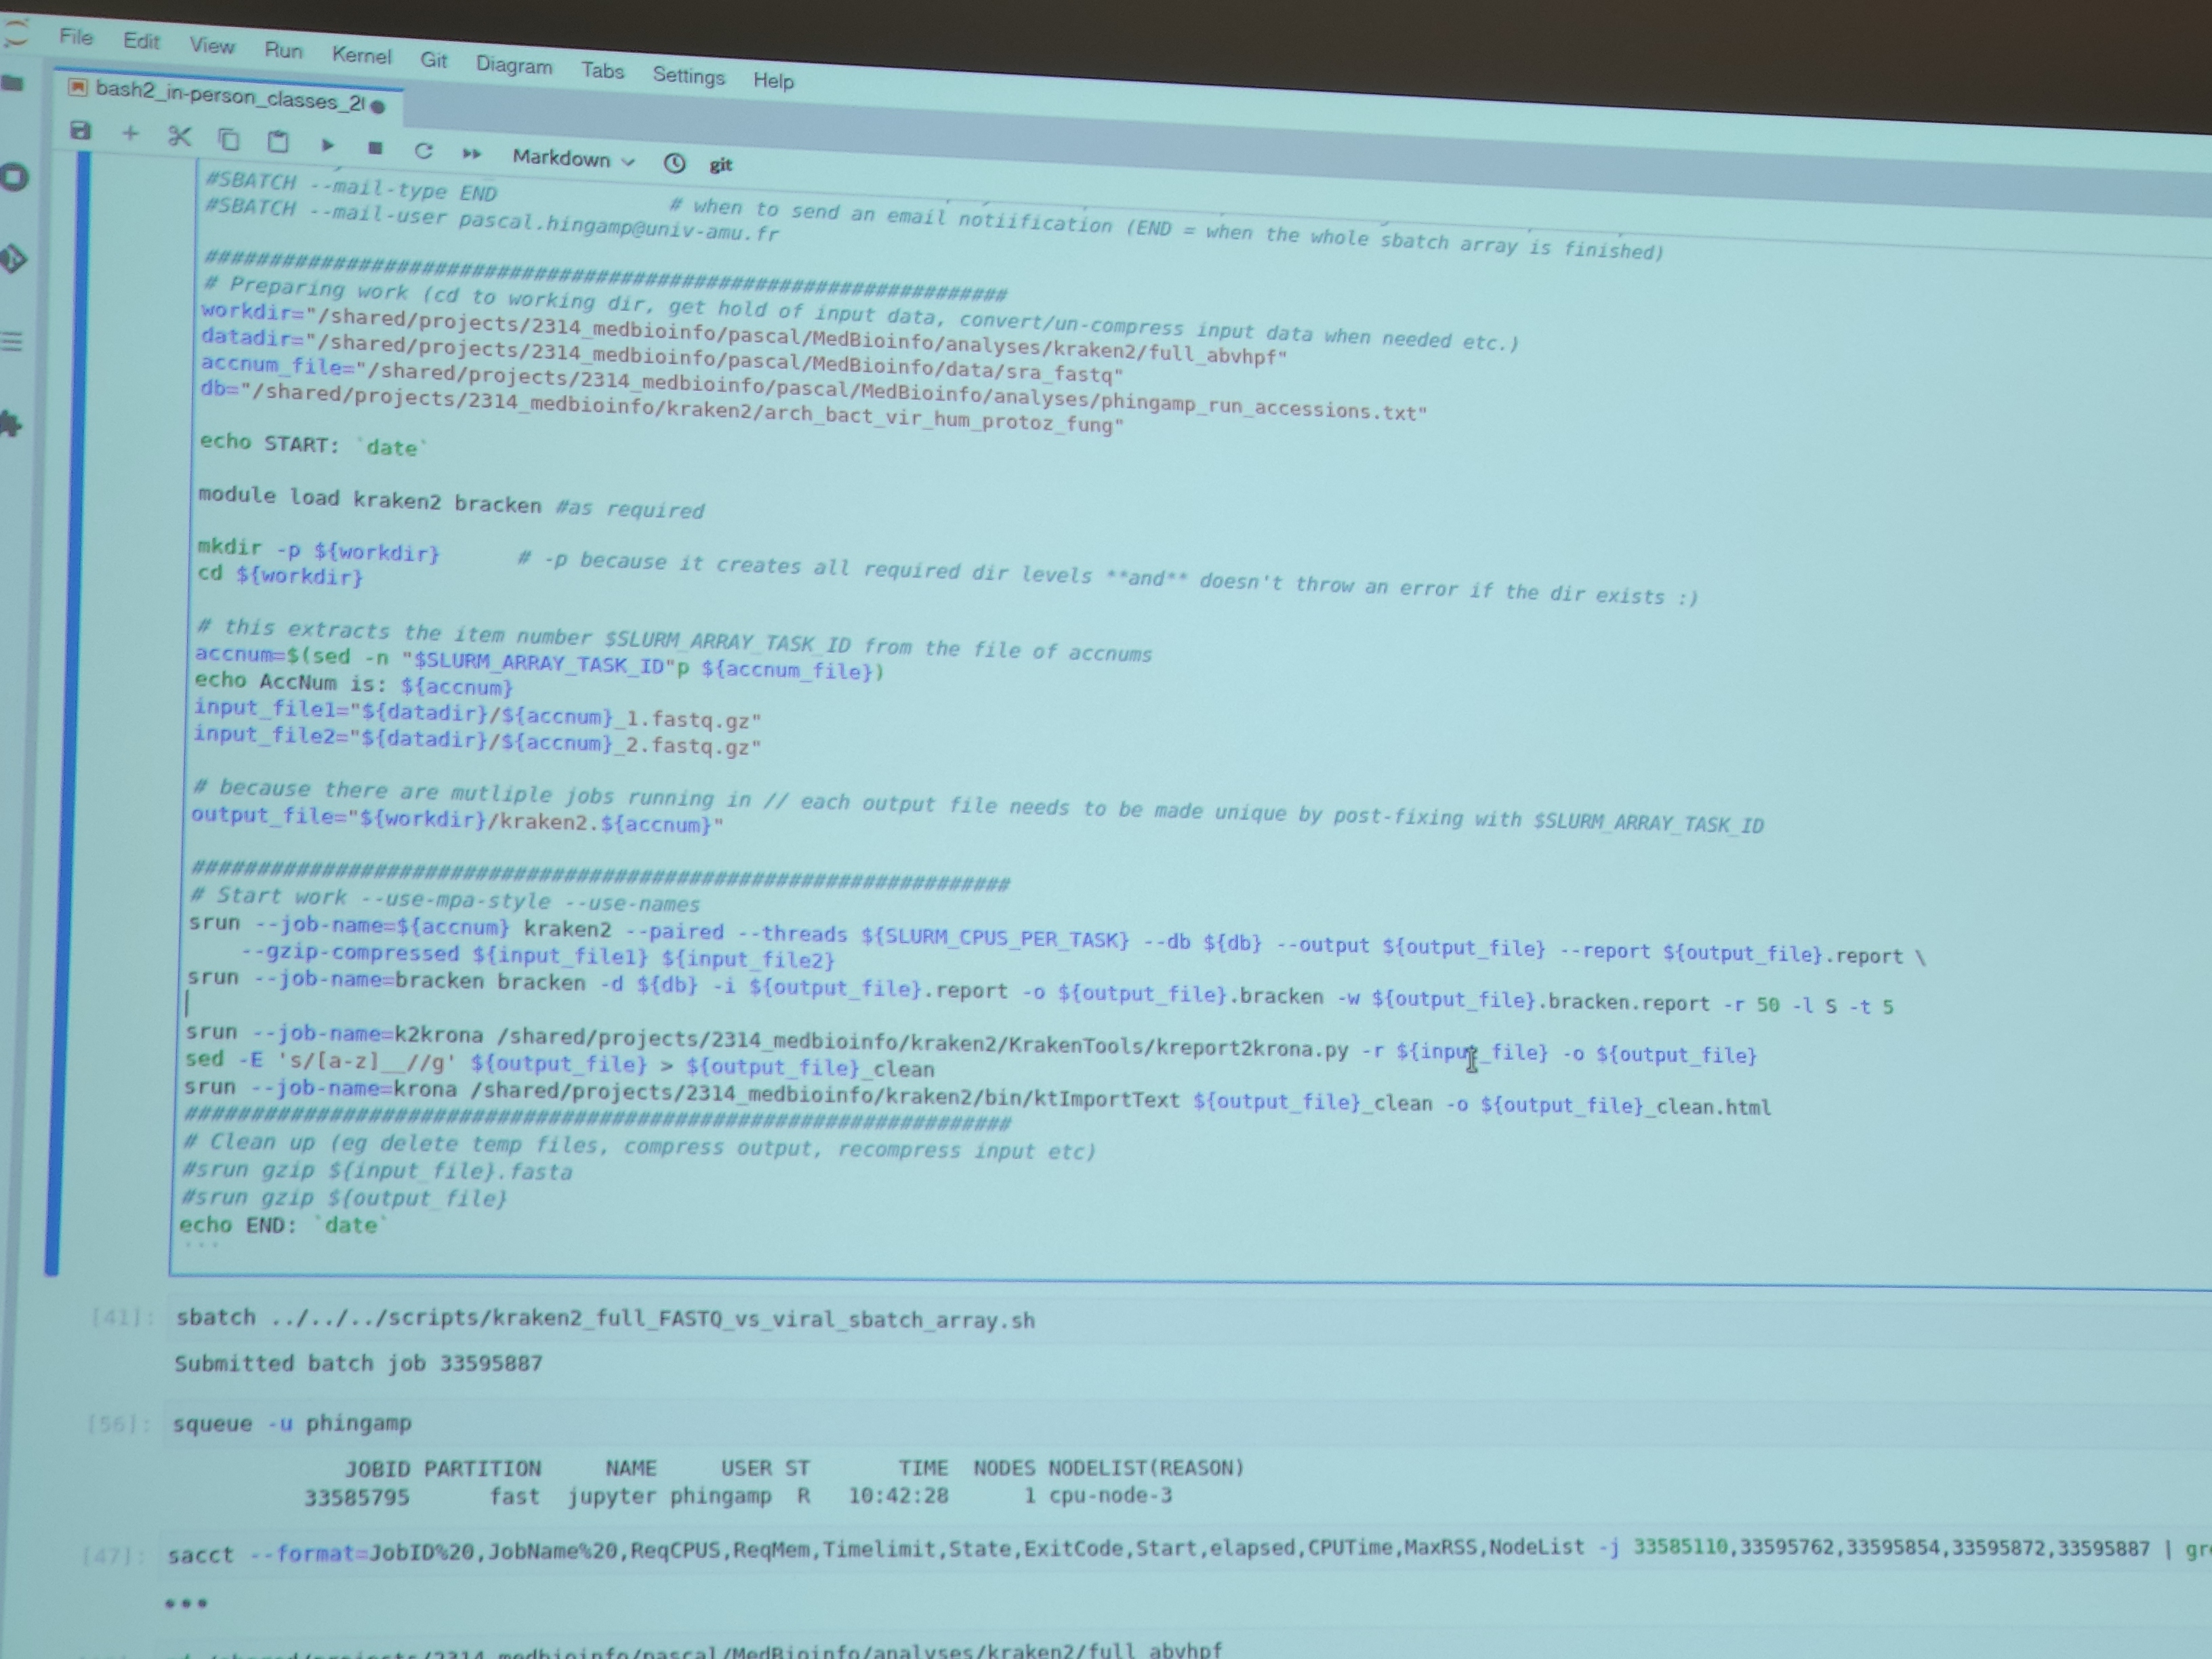 File Edit View Run Kernel Git Diagram Tabs Settings Help
bash2_in-person_classes_2
Markdown git
#SBATCH --mail-type END # when to send an email notiification (END = when the whole sbatch array is finished)
#SBATCH --mail-user pascal.hingamp@univ-amu.fr
##############################################################
# Preparing work (cd to working dir, get hold of input data, convert/un-compress input data when needed etc.)
workdir="/shared/projects/2314_medbioinfo/pascal/MedBioinfo/analyses/kraken2/full_abvhpf"
datadir="/shared/projects/2314_medbioinfo/pascal/MedBioinfo/data/sra_fastq"
accnum_file="/shared/projects/2314_medbioinfo/pascal/MedBioinfo/analyses/phingamp_run_accessions.txt"
db="/shared/projects/2314_medbioinfo/kraken2/arch_bact_vir_hum_protoz_fung"
echo START: `date`
module load kraken2 bracken #as required
mkdir -p ${workdir} # -p because it creates all required dir levels **and** doesn't throw an error if the dir exists :)
cd ${workdir}
# this extracts the item number $SLURM_ARRAY_TASK_ID from the file of accnums
accnum=$(sed -n "$SLURM_ARRAY_TASK_ID"p ${accnum_file})
echo AccNum is: ${accnum}
input_file1="${datadir}/${accnum}_1.fastq.gz"
input_file2="${datadir}/${accnum}_2.fastq.gz"
# because there are mutliple jobs running in // each output file needs to be made unique by post-fixing with $SLURM_ARRAY_TASK_ID
output_file="${workdir}/kraken2.${accnum}"
##############################################################
# Start work --use-mpa-style --use-names
srun --job-name=${accnum} kraken2 --paired --threads ${SLURM_CPUS_PER_TASK} --db ${db} --output ${output_file} --report ${output_file}.report \
--gzip-compressed ${input_file1} ${input_file2}
srun --job-name=bracken bracken -d ${db} -i ${output_file}.report -o ${output_file}.bracken -w ${output_file}.bracken.report -r 50 -l S -t 5
srun --job-name=k2krona /shared/projects/2314_medbioinfo/kraken2/KrakenTools/kreport2krona.py -r ${input_file} -o ${output_file}
sed -E 's/[a-z]__//g' ${output_file} > ${output_file}_clean
srun --job-name=krona /shared/projects/2314_medbioinfo/kraken2/bin/ktImportText ${output_file}_clean -o ${output_file}_clean.html
##############################################################
# Clean up (eg delete temp files, compress output, recompress input etc)
#srun gzip ${input_file}.fasta
#srun gzip ${output_file}
echo END: `date`
```
[41]: sbatch ../../../scripts/kraken2_full_FASTQ_vs_viral_sbatch_array.sh
Submitted batch job 33595887
[56]: squeue -u phingamp
JOBID PARTITION NAME USER ST TIME NODES NODELIST(REASON)
33585795 fast jupyter phingamp R 10:42:28 1 cpu-node-3
[47]: sacct --format=JobID%20,JobName%20,ReqCPUS,ReqMem,Timelimit,State,ExitCode,Start,elapsed,CPUTime,MaxRSS,NodeList -j 33585110,33595762,33595854,33595872,33595887 | gr
/shared/projects/2314_medbioinfo/pascal/MedBioinfo/analyses/kraken2/full_abvhpf